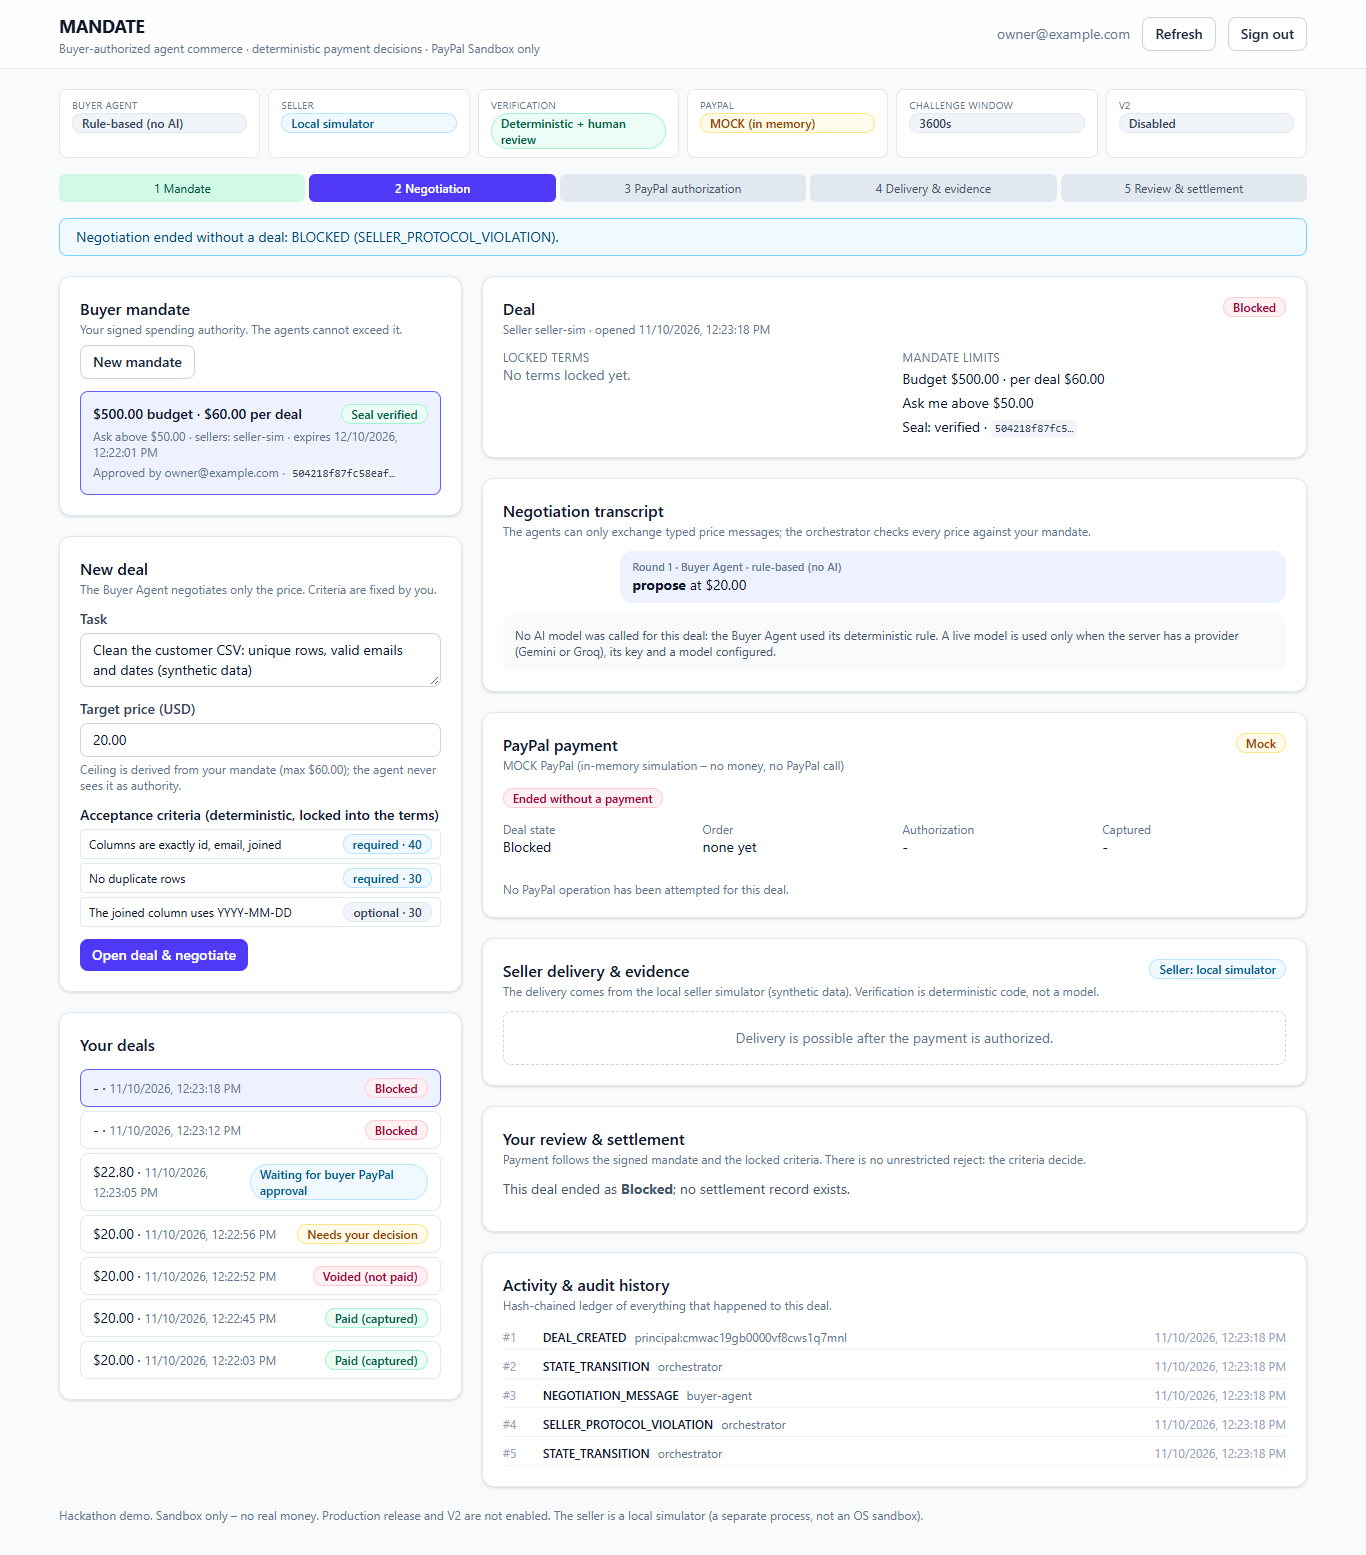 MANDATE
Buyer-authorized agent commerce · deterministic payment decisions · PayPal Sandbox only
owner@example.com
Refresh
Sign out
BUYER AGENT
Rule-based (no AI)
SELLER
Local simulator
VERIFICATION
Deterministic + human
review
PAYPAL
MOCK (in memory)
CHALLENGE WINDOW
3600s
V2
Disabled
1 Mandate
2 Negotiation
3 PayPal authorization
4 Delivery & evidence
5 Review & settlement
Negotiation ended without a deal: BLOCKED (SELLER_PROTOCOL_VIOLATION).
Buyer mandate
Your signed spending authority. The agents cannot exceed it.
New mandate
$500.00 budget · $60.00 per deal
Seal verified
Ask above $50.00 · sellers: seller-sim · expires 12/10/2026,
12:22:01 PM
Approved by owner@example.com · 504218f87fc58eaf…
New deal
The Buyer Agent negotiates only the price. Criteria are fixed by you.
Task
Clean the customer CSV: unique rows, valid emails
and dates (synthetic data)
Target price (USD)
20.00
Ceiling is derived from your mandate (max $60.00); the agent never
sees it as authority.
Acceptance criteria (deterministic, locked into the terms)
Columns are exactly id, email, joined
required · 40
No duplicate rows
required · 30
The joined column uses YYYY-MM-DD
optional · 30
Open deal & negotiate
Your deals
- · 11/10/2026, 12:23:18 PM
Blocked
- · 11/10/2026, 12:23:12 PM
Blocked
$22.80 · 11/10/2026,
12:23:05 PM
Waiting for buyer PayPal
approval
$20.00 · 11/10/2026, 12:22:56 PM
Needs your decision
$20.00 · 11/10/2026, 12:22:52 PM
Voided (not paid)
$20.00 · 11/10/2026, 12:22:45 PM
Paid (captured)
$20.00 · 11/10/2026, 12:22:03 PM
Paid (captured)
Deal
Blocked
Seller seller-sim · opened 11/10/2026, 12:23:18 PM
LOCKED TERMS
No terms locked yet.
MANDATE LIMITS
Budget $500.00 · per deal $60.00
Ask me above $50.00
Seal: verified · 504218f87fc5…
Negotiation transcript
The agents can only exchange typed price messages; the orchestrator checks every price against your mandate.
Round 1 · Buyer Agent · rule-based (no AI)
propose at $20.00
No AI model was called for this deal: the Buyer Agent used its deterministic rule. A live model is used only when the server has a provider
(Gemini or Groq), its key and a model configured.
PayPal payment
Mock
MOCK PayPal (in-memory simulation – no money, no PayPal call)
Ended without a payment
Deal state
Blocked
Order
none yet
Authorization
-
Captured
-
No PayPal operation has been attempted for this deal.
Seller delivery & evidence
Seller: local simulator
The delivery comes from the local seller simulator (synthetic data). Verification is deterministic code, not a model.
Delivery is possible after the payment is authorized.
Your review & settlement
Payment follows the signed mandate and the locked criteria. There is no unrestricted reject: the criteria decide.
This deal ended as Blocked; no settlement record exists.
Activity & audit history
Hash-chained ledger of everything that happened to this deal.
#1 DEAL_CREATED principal:cmwac19gb0000vf8cws1q7mnl 11/10/2026, 12:23:18 PM
#2 STATE_TRANSITION orchestrator 11/10/2026, 12:23:18 PM
#3 NEGOTIATION_MESSAGE buyer-agent 11/10/2026, 12:23:18 PM
#4 SELLER_PROTOCOL_VIOLATION orchestrator 11/10/2026, 12:23:18 PM
#5 STATE_TRANSITION orchestrator 11/10/2026, 12:23:18 PM
Hackathon demo. Sandbox only – no real money. Production release and V2 are not enabled. The seller is a local simulator (a separate process, not an OS sandbox).